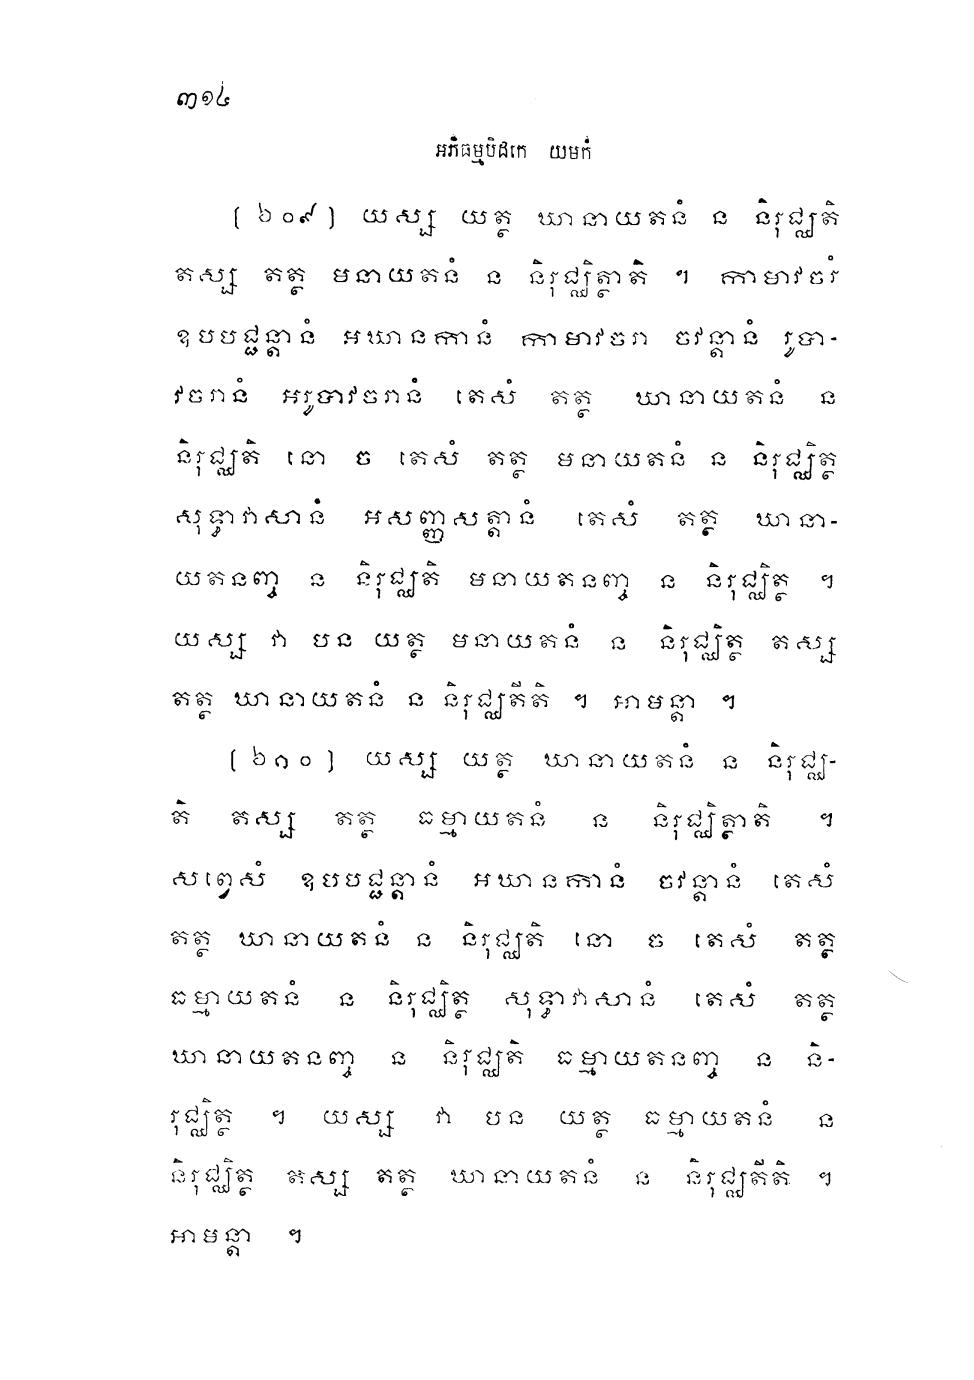 ៣១៤
អភិធម្មបិដកេ យមកំ
(៦០៩) យស្ស យត្ថ ឃានាយតនំ ន និរុជ្ឈតិ
តស្ស តត្ថ មនាយតនំ ន និរុជ្ឈិត្ថាតិ ។ កាមាវចរំ
ឧបបជ្ជន្តានំ អឃានកានំ កាមាវចរា ចវន្តានំ រូបា-
វចរានំ អរូបាវចរានំ តេសំ តត្ថ ឃានាយតនំ ន
និរុជ្ឈតិ នោ ច តេសំ តត្ថ មនាយតនំ ន និរុជ្ឈិត្ថ
សុទ្ធាវាសានំ អសញ្ញសត្តានំ តេសំ តត្ថ ឃានា-
យតនញ្ច ន និរុជ្ឈតិ មនាយតនញ្ច ន និរុជ្ឈិត្ថ ។
យស្ស វា បន យត្ថ មនាយតនំ ន និរុជ្ឈិត្ថ តស្ស
តត្ថ ឃានាយតនំ ន និរុជ្ឈតីតិ ។ អាមន្តា ។
(៦១០) យស្ស យត្ថ ឃានាយតនំ ន និរុជ្ឈ-
តិ តស្ស តត្ថ ធម្មាយតនំ ន និរុជ្ឈិត្ថាតិ ។
សព្វេសំ ឧបបជ្ជន្តានំ អឃានកានំ ចវន្តានំ តេសំ
តត្ថ ឃានាយតនំ ន និរុជ្ឈតិ នោ ច តេសំ តត្ថ
ធម្មាយតនំ ន និរុជ្ឈិត្ថ សុទ្ធាវាសានំ តេសំ តត្ថ
ឃានាយតនញ្ច ន និរុជ្ឈតិ ធម្មាយតនញ្ច ន និ-
រុជ្ឈិត្ថ ។ យស្ស វា បន យត្ថ ធម្មាយតនំ ន
និរុជ្ឈិត្ថ តស្ស តត្ថ ឃានាយតនំ ន និរុជ្ឈតីតិ ។
អាមន្តា ។